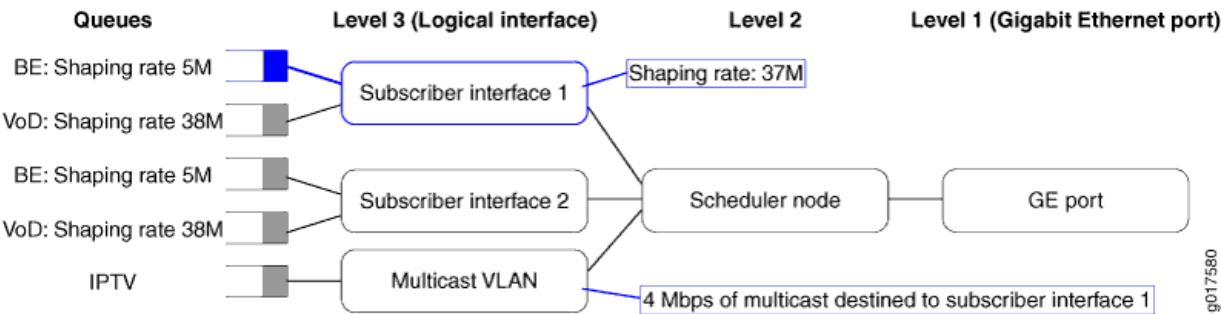 Queues
Level 3 (Logical interface)
Level 2
Level 1 (Gigabit Ethernet port)
BE: Shaping rate 5M
Subscriber interface 1
Shaping rate: 37M
VoD: Shaping rate 38M
BE: Shaping rate 5M
Subscriber interface 2
Scheduler node
GE port
VoD: Shaping rate 38M
IPTV
Multicast VLAN
4 Mbps of multicast destined to subscriber interface 1
g017580